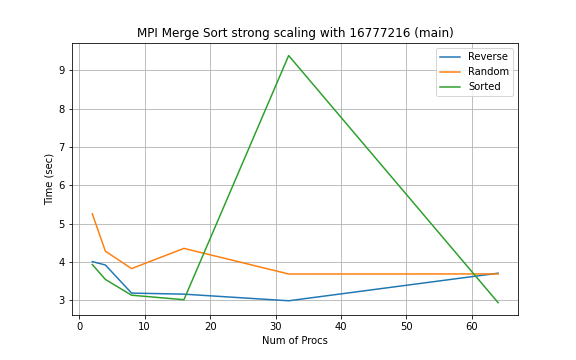 MPI Merge Sort strong scaling with 16777216 (main)
Reverse
Random
Sorted
Time (sec)
9
8
7
6
5
4
3
0
10
20
30
40
50
60
Num of Procs